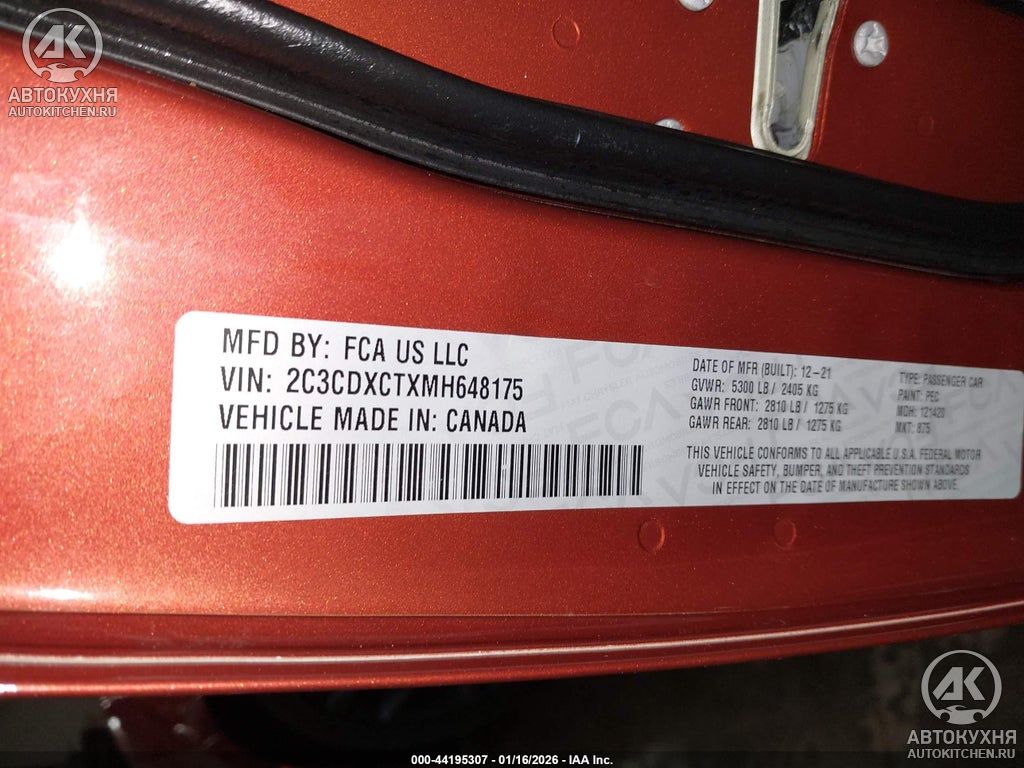 АК
АВТОКУХНЯ
AUTOKITCHEN.RU
MFD BY: FCA US LLC
VIN: 2C3CDXCTXMH648175
VEHICLE MADE IN: CANADA
DATE OF MFR (BUILT): 12-21
GVWR: 5300 LB / 2405 KG
GAWR FRONT: 2810 LB / 1275 KG
GAWR REAR: 2810 LB / 1275 KG
TYPE: PASSENGER CAR
PAINT: PEC
MDH: 121420
MKT: 875
THIS VEHICLE CONFORMS TO ALL APPLICABLE U.S.A. FEDERAL MOTOR
VEHICLE SAFETY, BUMPER, AND THEFT PREVENTION STANDARDS
IN EFFECT ON THE DATE OF MANUFACTURE SHOWN ABOVE.
АК
АВТОКУХНЯ
AUTOKITCHEN.RU
000-44195307 - 01/16/2026 - IAA Inc.